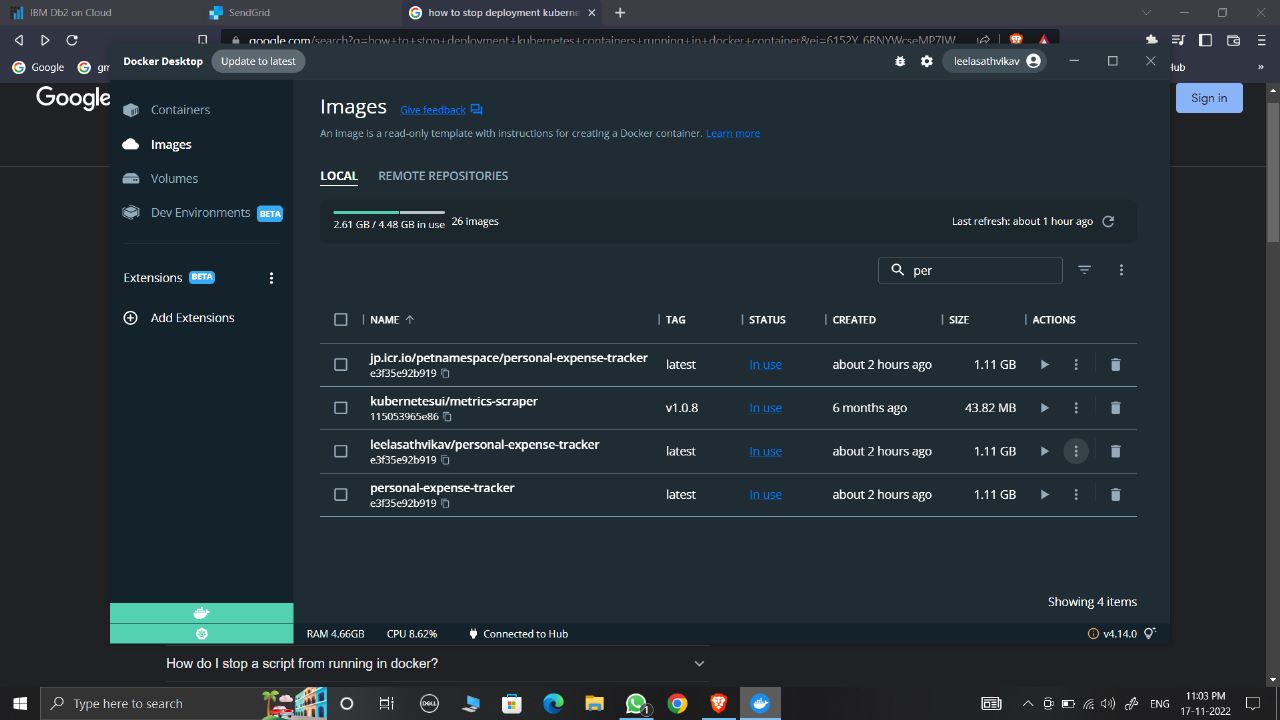 IBM Db2 on Cloud
SendGrid
how to stop deployment kuberne
google.com/search?q=how+to+stop+deployment+kubernetes+containers+running+in+docker+container&ei=
Google
Docker Desktop
Update to latest
leelasathvikav
Google
Sign in
Containers
Images
Volumes
Dev Environments BETA
Extensions BETA
Add Extensions
Images
Give feedback
An image is a read-only template with instructions for creating a Docker container. Learn more
LOCAL
REMOTE REPOSITORIES
2.61 GB / 4.48 GB in use
26 images
Last refresh: about 1 hour ago
per
NAME TAG STATUS CREATED SIZE ACTIONS
jp.icr.io/petnamespace/personal-expense-tracker latest In use about 2 hours ago 1.11 GB
e3f35e92b919
kubernetesui/metrics-scraper v1.0.8 In use 6 months ago 43.82 MB
115053965e86
leelasathvikav/personal-expense-tracker latest In use about 2 hours ago 1.11 GB
e3f35e92b919
personal-expense-tracker latest In use about 2 hours ago 1.11 GB
e3f35e92b919
Showing 4 items
RAM 4.66GB CPU 8.62% Connected to Hub
v4.14.0
How do I stop a script from running in docker?
Type here to search
DELL
1
ENG
11:03 PM
17-11-2022